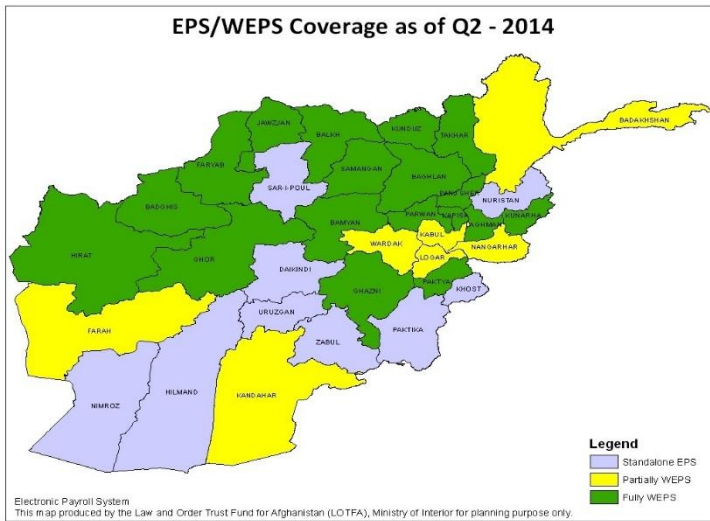 EPS/WEPS Coverage as of Q2 - 2014
BADAKHSHAN
JAWZJAN
BALKH
KUNDUZ
TAKHAR
FARYAB
SAMANGAN
BAGHLAN
SAR-I-POUL
PANJSHER
NURISTAN
BADGHIS
PARWAN
KAPISA
KUNARHA
LAGHMAN
BAMYAN
KABUL
WARDAK
NANGARHAR
HIRAT
GHOR
LOGAR
DAIKINDI
PAKTYA
GHAZNI
KHOST
URUZGAN
FARAH
PAKTIKA
ZABUL
NIMROZ
HILMAND
KANDAHAR
Legend
Standalone EPS
Partially WEPS
Fully WEPS
Electronic Payroll System
This map produced by the Law and Order Trust Fund for Afghanistan (LOTFA), Ministry of Interior for planning purpose only.